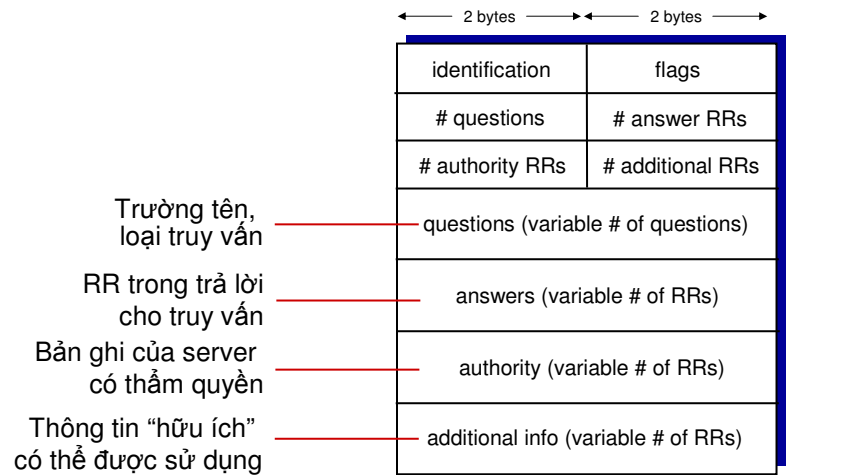 2 bytes 2 bytes
identification flags
# questions # answer RRs
# authority RRs # additional RRs
Trường tên,
loại truy vấn
questions (variable # of questions)
RR trong trả lời
cho truy vấn
answers (variable # of RRs)
Bản ghi của server
có thẩm quyền
authority (variable # of RRs)
Thông tin “hữu ích”
có thể được sử dụng
additional info (variable # of RRs)